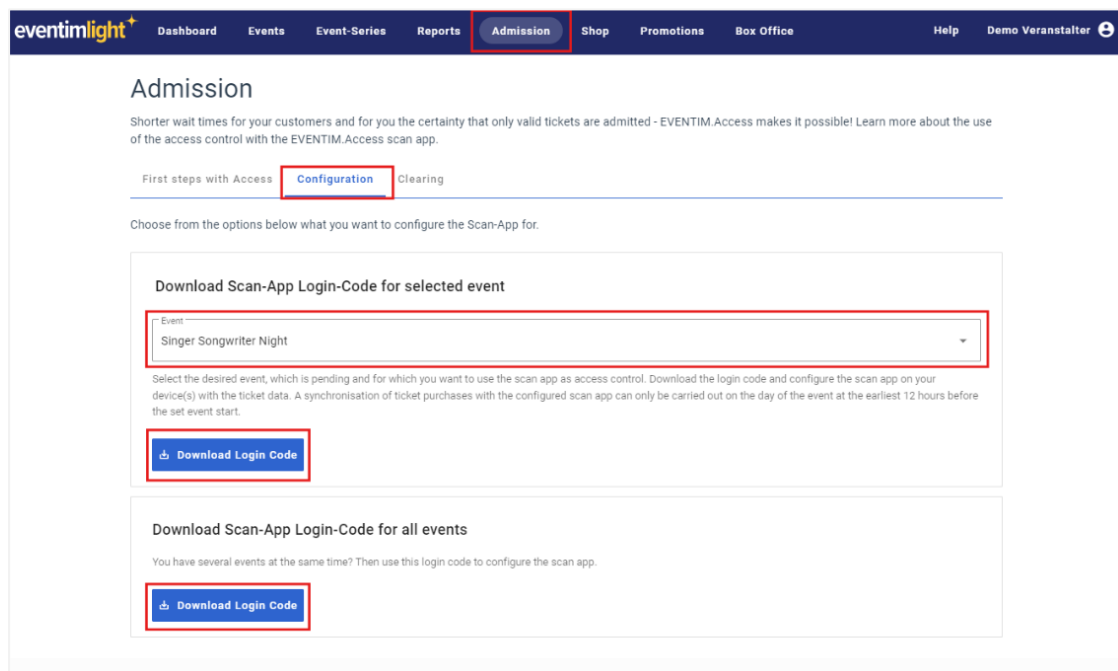 eventimlight Dashboard Events Event-Series Reports Admission Shop Promotions Box Office Help Demo Veranstalter
Admission
Shorter wait times for your customers and for you the certainty that only valid tickets are admitted - EVENTIM.Access makes it possible! Learn more about the use
of the access control with the EVENTIM.Access scan app.
First steps with Access Configuration Clearing
Choose from the options below what you want to configure the Scan-App for.
Download Scan-App Login-Code for selected event
Event
Singer Songwriter Night
Select the desired event, which is pending and for which you want to use the scan app as access control. Download the login code and configure the scan app on your
device(s) with the ticket data. A synchronisation of ticket purchases with the configured scan app can only be carried out on the day of the event at the earliest 12 hours before
the set event start.
Download Login Code
Download Scan-App Login-Code for all events
You have several events at the same time? Then use this login code to configure the scan app.
Download Login Code